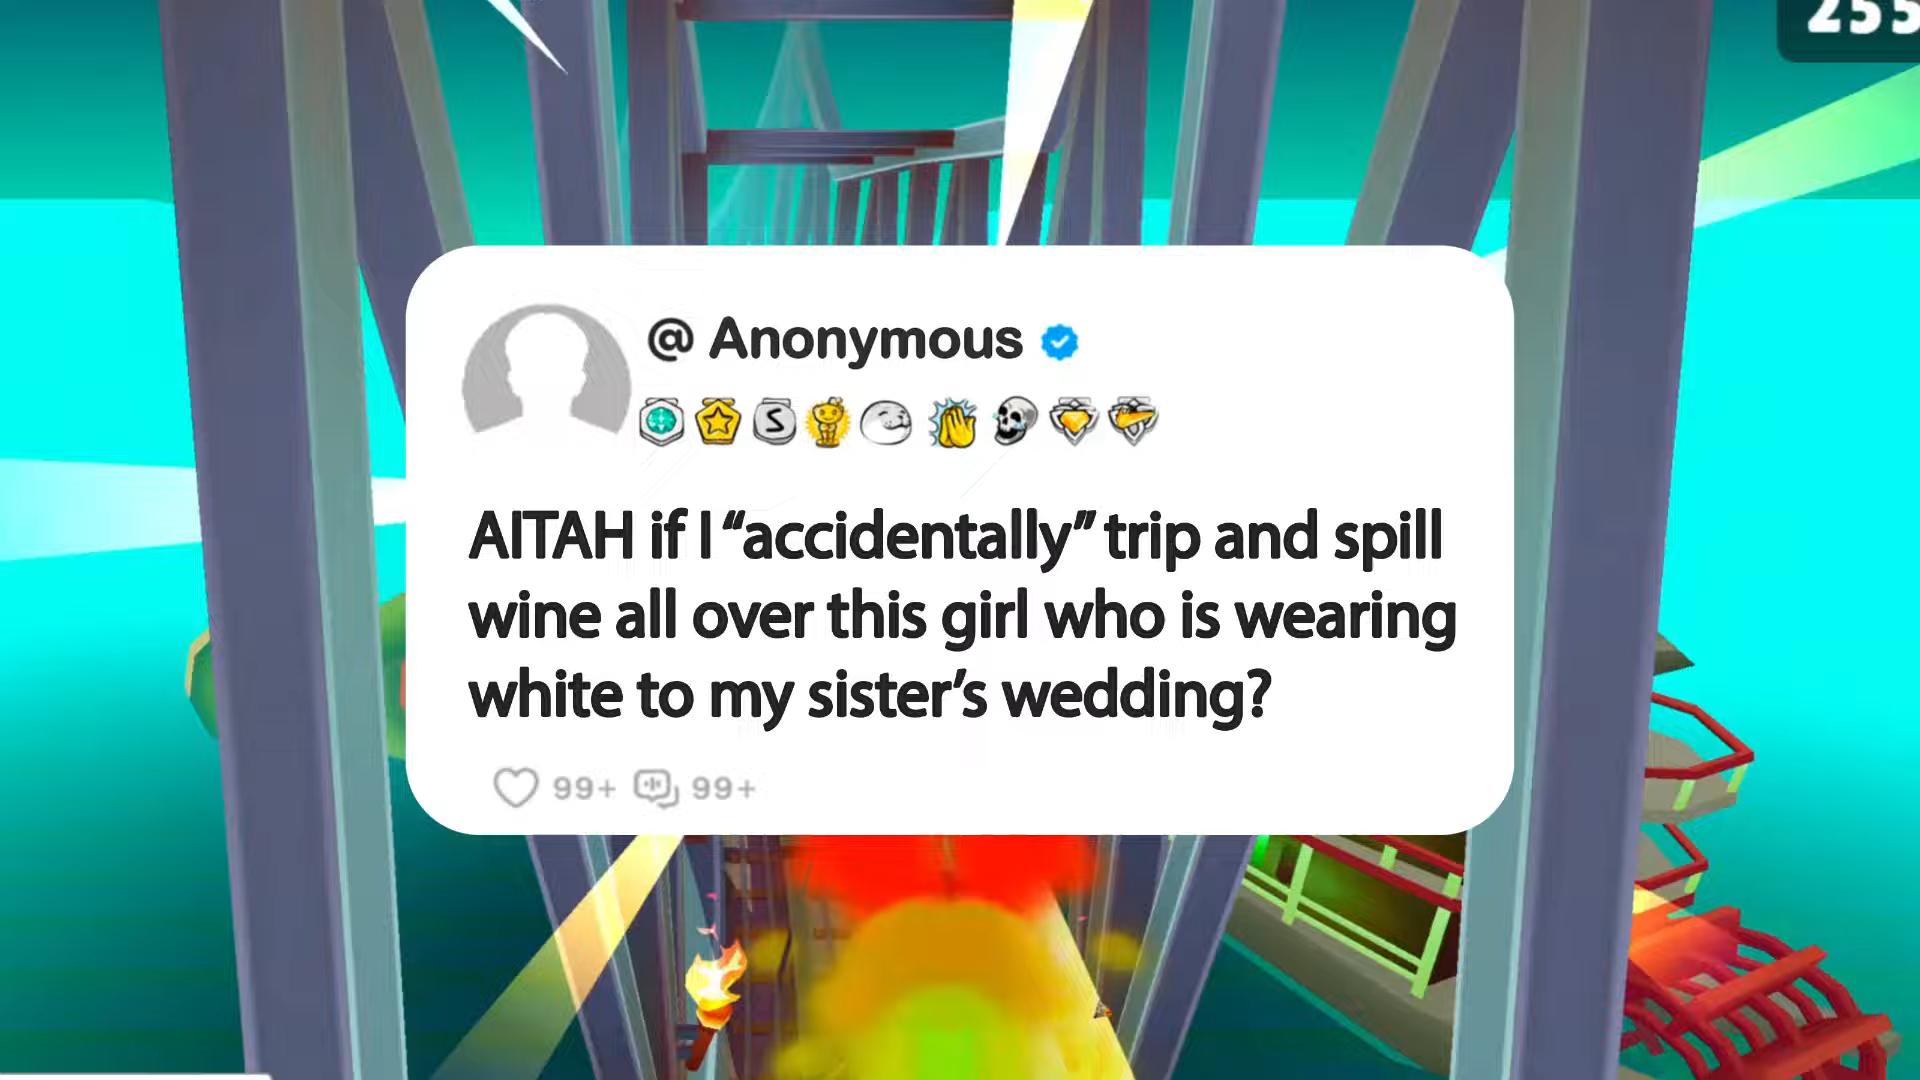 255
@ Anonymous
AITAH if I “accidentally” trip and spill
wine all over this girl who is wearing
white to my sister’s wedding?
99+ 99+